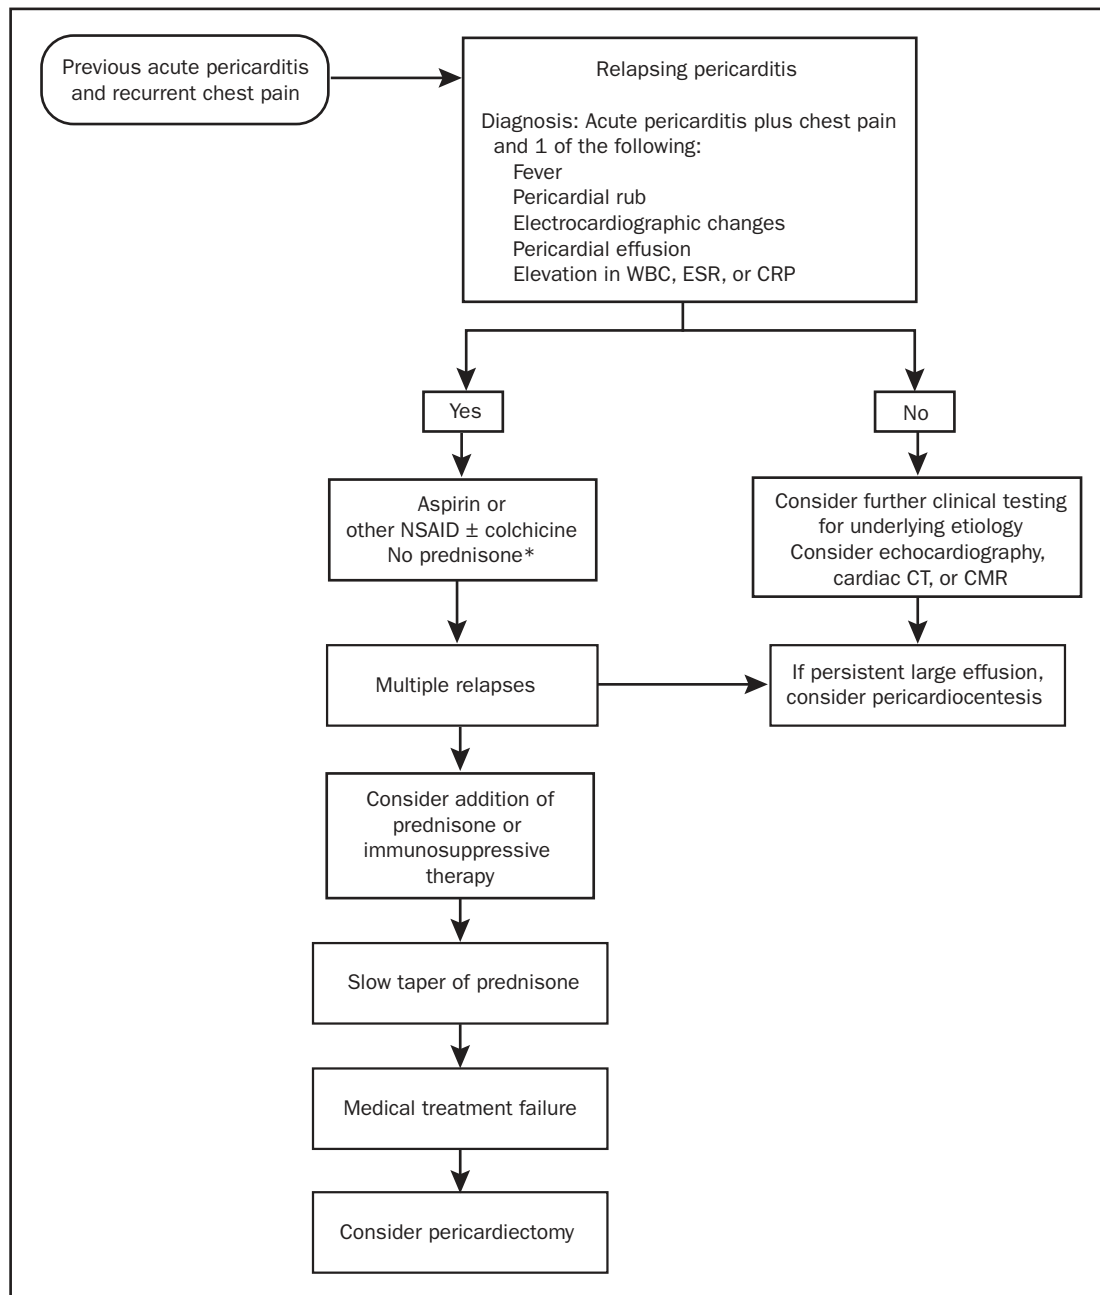 Previous acute pericarditis
and recurrent chest pain
Relapsing pericarditis
Diagnosis: Acute pericarditis plus chest pain
and 1 of the following:
Fever
Pericardial rub
Electrocardiographic changes
Pericardial effusion
Elevation in WBC, ESR, or CRP
Yes
No
Aspirin or
other NSAID ± colchicine
No prednisone*
Consider further clinical testing
for underlying etiology
Consider echocardiography,
cardiac CT, or CMR
Multiple relapses
If persistent large effusion,
consider pericardiocentesis
Consider addition of
prednisone or
immunosuppressive
therapy
Slow taper of prednisone
Medical treatment failure
Consider pericardiectomy